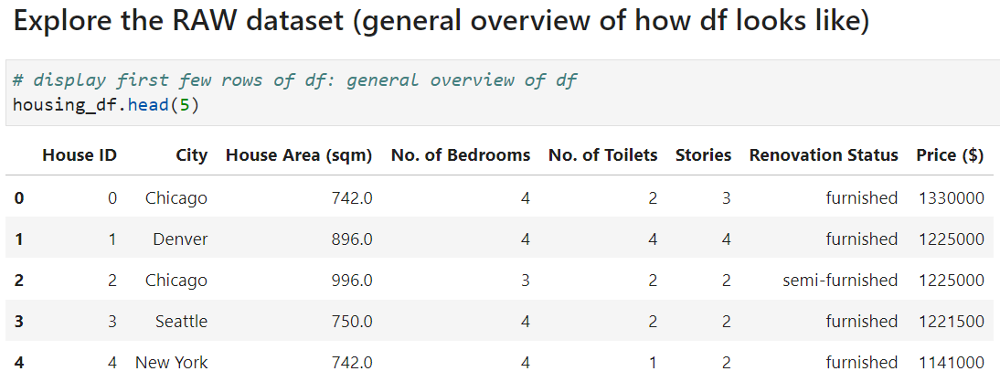 Explore the RAW dataset (general overview of how df looks like)
# display first few rows of df: general overview of df
housing_df.head(5)
House ID City House Area (sqm) No. of Bedrooms No. of Toilets Stories Renovation Status Price ($)
0 0 Chicago 742.0 4 2 3 furnished 1330000
1 1 Denver 896.0 4 4 4 furnished 1225000
2 2 Chicago 996.0 3 2 2 semi-furnished 1225000
3 3 Seattle 750.0 4 2 2 furnished 1221500
4 4 New York 742.0 4 1 2 furnished 1141000